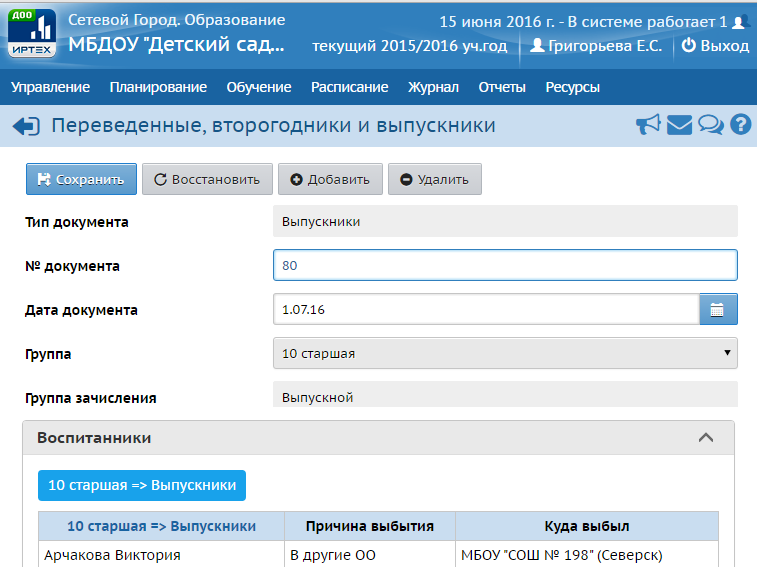 ДОО
ИРТЕХ
Сетевой Город. Образование
15 июня 2016 г. - В системе работает 1
МБДОУ "Детский сад...
текущий 2015/2016 уч.год
Григорьева Е.С.
Выход
Управление Планирование Обучение Расписание Журнал Отчеты Ресурсы
Переведенные, второгодники и выпускники
Сохранить Восстановить Добавить Удалить
Тип документа Выпускники
№ документа 80
Дата документа 1.07.16
Группа 10 старшая
Группа зачисления Выпускной
Воспитанники
10 старшая => Выпускники
10 старшая => Выпускники Причина выбытия Куда выбыл
Арчакова Виктория В другие ОО МБОУ "СОШ № 198" (Северск)